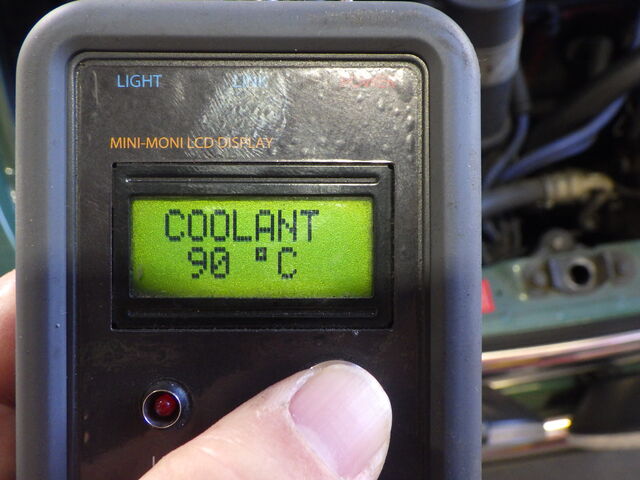 LIGHT LINK
MINI-MONI LCD DISPLAY
COOLANT
90 °C